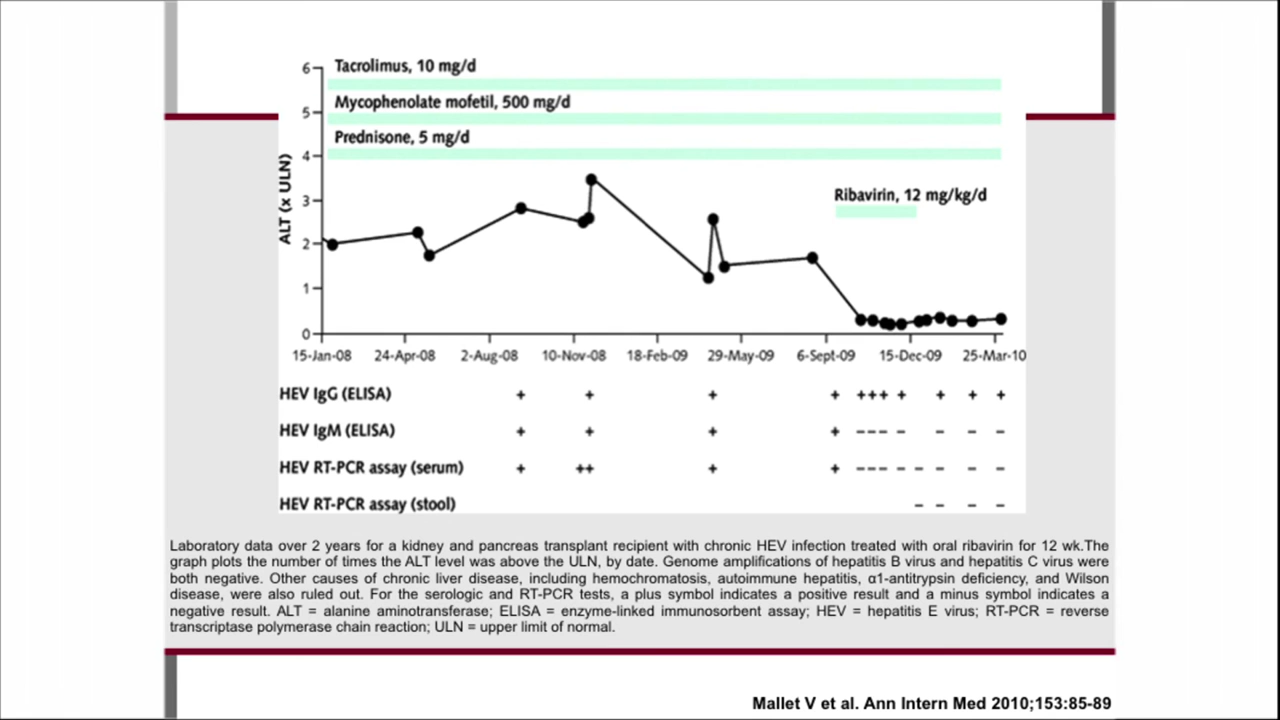 Tacrolimus, 10 mg/d
Mycophenolate mofetil, 500 mg/d
Prednisone, 5 mg/d
Ribavirin, 12 mg/kg/d
ALT (x ULN)
6
5
4
3
2
1
0
15-Jan-08 24-Apr-08 2-Aug-08 10-Nov-08 18-Feb-09 29-May-09 6-Sept-09 15-Dec-09 25-Mar-10
HEV IgG (ELISA) + + + + +++ + + + +
HEV IgM (ELISA) + + + + --- - - - -
HEV RT-PCR assay (serum) + ++ + + --- - - - - -
HEV RT-PCR assay (stool) - - - -
Laboratory data over 2 years for a kidney and pancreas transplant recipient with chronic HEV infection treated with oral ribavirin for 12 wk.The
graph plots the number of times the ALT level was above the ULN, by date. Genome amplifications of hepatitis B virus and hepatitis C virus were
both negative. Other causes of chronic liver disease, including hemochromatosis, autoimmune hepatitis, α1-antitrypsin deficiency, and Wilson
disease, were also ruled out. For the serologic and RT-PCR tests, a plus symbol indicates a positive result and a minus symbol indicates a
negative result. ALT = alanine aminotransferase; ELISA = enzyme-linked immunosorbent assay; HEV = hepatitis E virus; RT-PCR = reverse
transcriptase polymerase chain reaction; ULN = upper limit of normal.
Mallet V et al. Ann Intern Med 2010;153:85-89